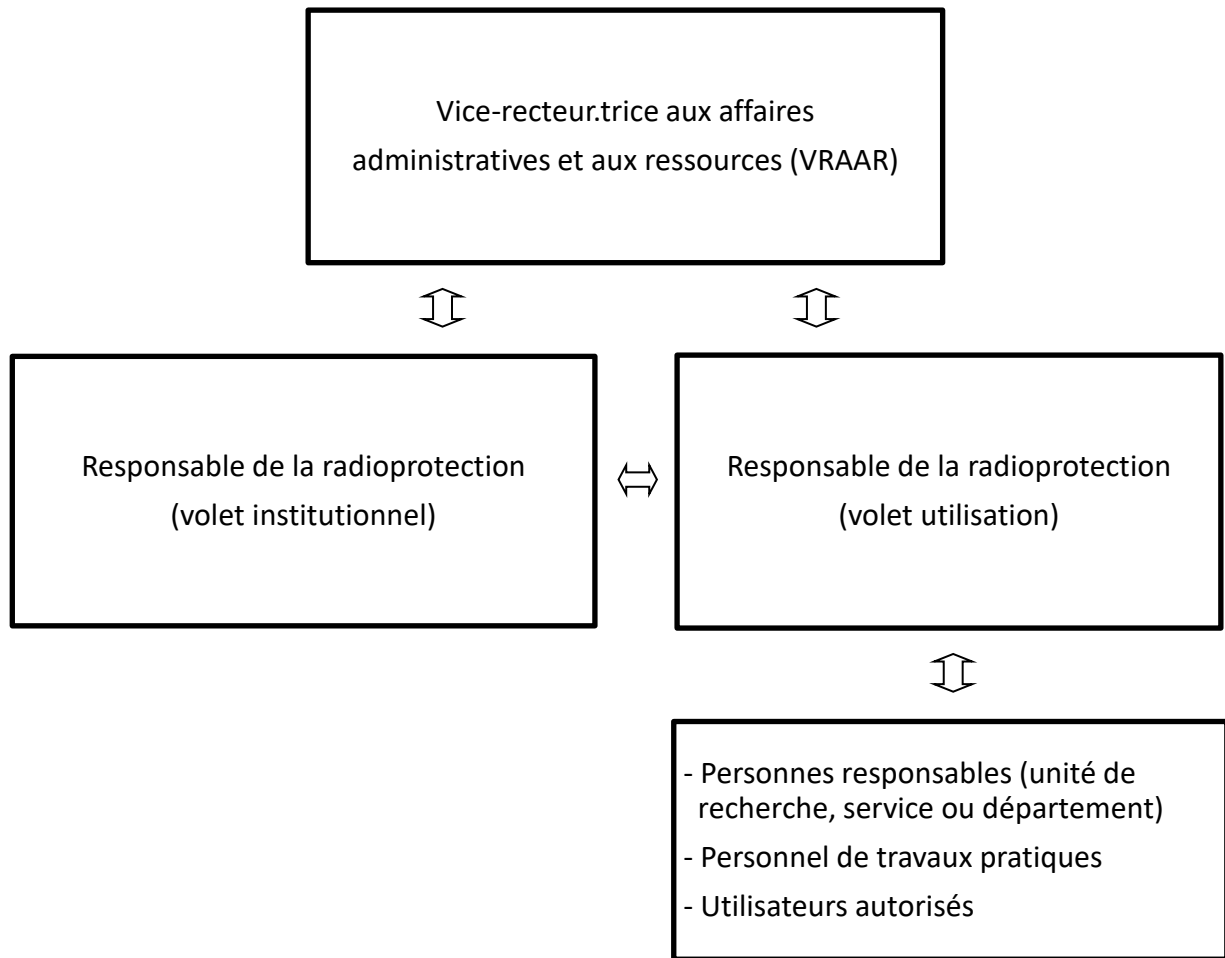 Vice-recteur.trice aux affaires
administratives et aux ressources (VRAAR)
Responsable de la radioprotection
(volet institutionnel)
Responsable de la radioprotection
(volet utilisation)
- Personnes responsables (unité de
recherche, service ou département)
- Personnel de travaux pratiques
- Utilisateurs autorisés